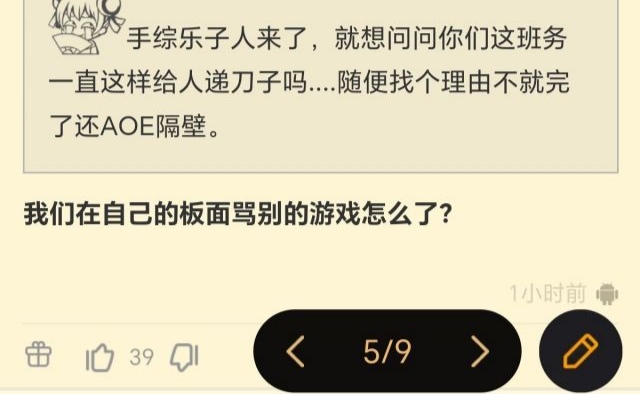 手综乐子人来了，就想问问你们这班务
一直这样给人递刀子吗....随便找个理由不就完
了还AOE隔壁。
我们在自己的板面骂别的游戏怎么了？
1小时前
39
5/9